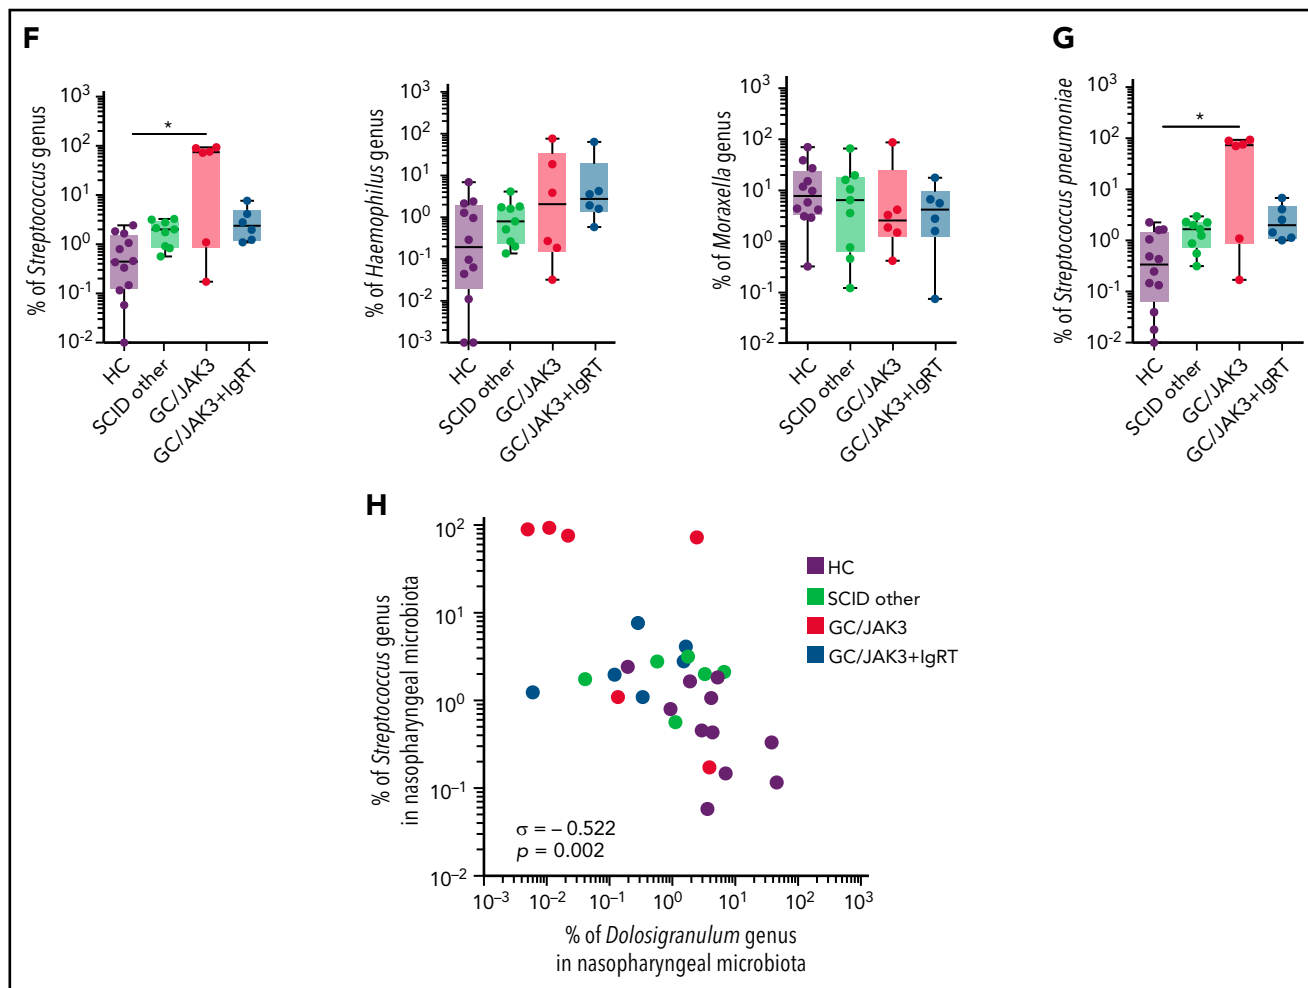 F
G
% of Streptococcus genus
10³
10²
10¹
10⁰
10⁻¹
10⁻²
*
HC
SCID other
GC/JAK3
GC/JAK3+IgRT
% of Haemophilus genus
10³
10²
10¹
10⁰
10⁻¹
10⁻²
10⁻³
HC
SCID other
GC/JAK3
GC/JAK3+IgRT
% of Moraxella genus
10³
10²
10¹
10⁰
10⁻¹
10⁻²
HC
SCID other
GC/JAK3
GC/JAK3+IgRT
% of Streptococcus pneumoniae
10³
10²
10¹
10⁰
10⁻¹
10⁻²
*
HC
SCID other
GC/JAK3
GC/JAK3+IgRT
H
% of Streptococcus genus
in nasopharyngeal microbiota
10²
10¹
10⁰
10⁻¹
10⁻²
σ = – 0.522
p = 0.002
10⁻³ 10⁻² 10⁻¹ 10⁰ 10¹ 10² 10³
% of Dolosigranulum genus
in nasopharyngeal microbiota
HC
SCID other
GC/JAK3
GC/JAK3+IgRT